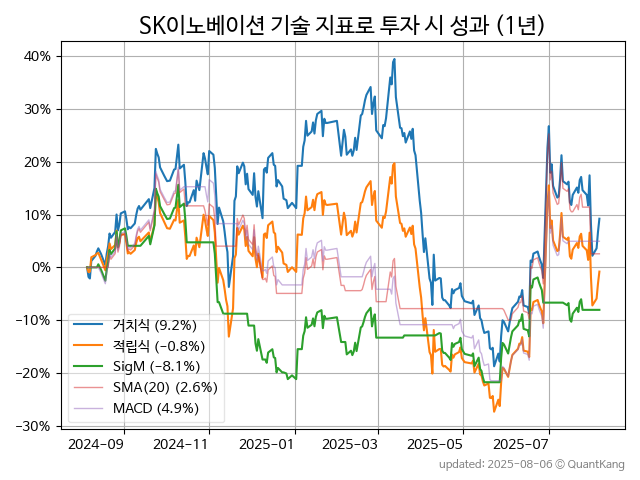 SK이노베이션 기술 지표로 투자 시 성과 (1년)
40%
30%
20%
10%
0%
−10%
−20%
−30%
거치식 (9.2%)
적립식 (−0.8%)
SigM (−8.1%)
SMA(20) (2.6%)
MACD (4.9%)
2024-09 2024-11 2025-01 2025-03 2025-05 2025-07
updated: 2025-08-06 © QuantKang